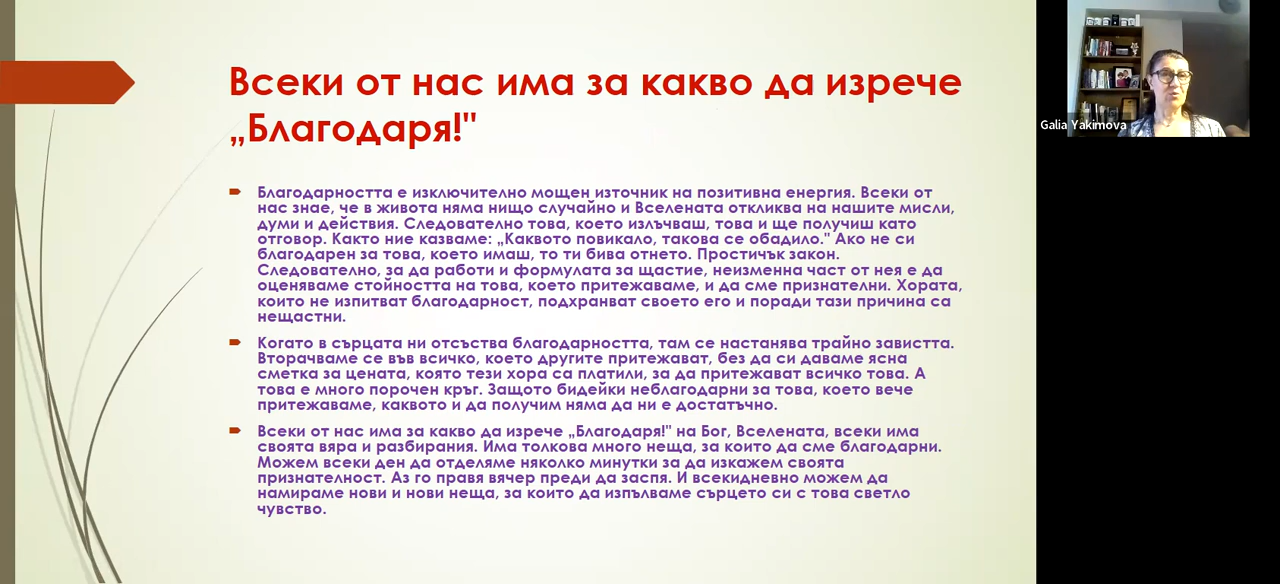 Всеки от нас има за какво да изрече
„Благодаря!"
Благодарността е изключително мощен източник на позитивна енергия. Всеки от
нас знае, че в живота няма нищо случайно и Вселената откликва на нашите мисли,
думи и действия. Следователно това, което излъчваш, това и ще получиш като
отговор. Както ние казваме: „Каквото повикало, такова се обадило." Ако не си
благодарен за това, което имаш, то ти бива отнето. Простичък закон.
Следователно, за да работи и формулата за щастие, неизменна част от нея е да
оценяваме стойността на това, което притежаваме, и да сме признателни. Хората,
които не изпитват благодарност, подхранват своето его и поради тази причина са
нещастни.
Когато в сърцата ни отсъства благодарността, там се настанява трайно завистта.
Вторачваме се във всичко, което другите притежават, без да си даваме ясна
сметка за цената, която тези хора са платили, за да притежават всичко това. А
това е много порочен кръг. Защото бидейки неблагодарни за това, което вече
притежаваме, каквото и да получим няма да ни е достатъчно.
Всеки от нас има за какво да изрече „Благодаря!" на Бог, Вселената, всеки има
своята вяра и разбирания. Има толкова много неща, за които да сме благодарни.
Можем всеки ден да отделяме няколко минутки за да изкажем своята
признателност. Аз го правя вечер преди да заспя. И всекидневно можем да
намираме нови и нови неща, за които да изпълваме сърцето си с това светло
чувство.
Galia Yakimova